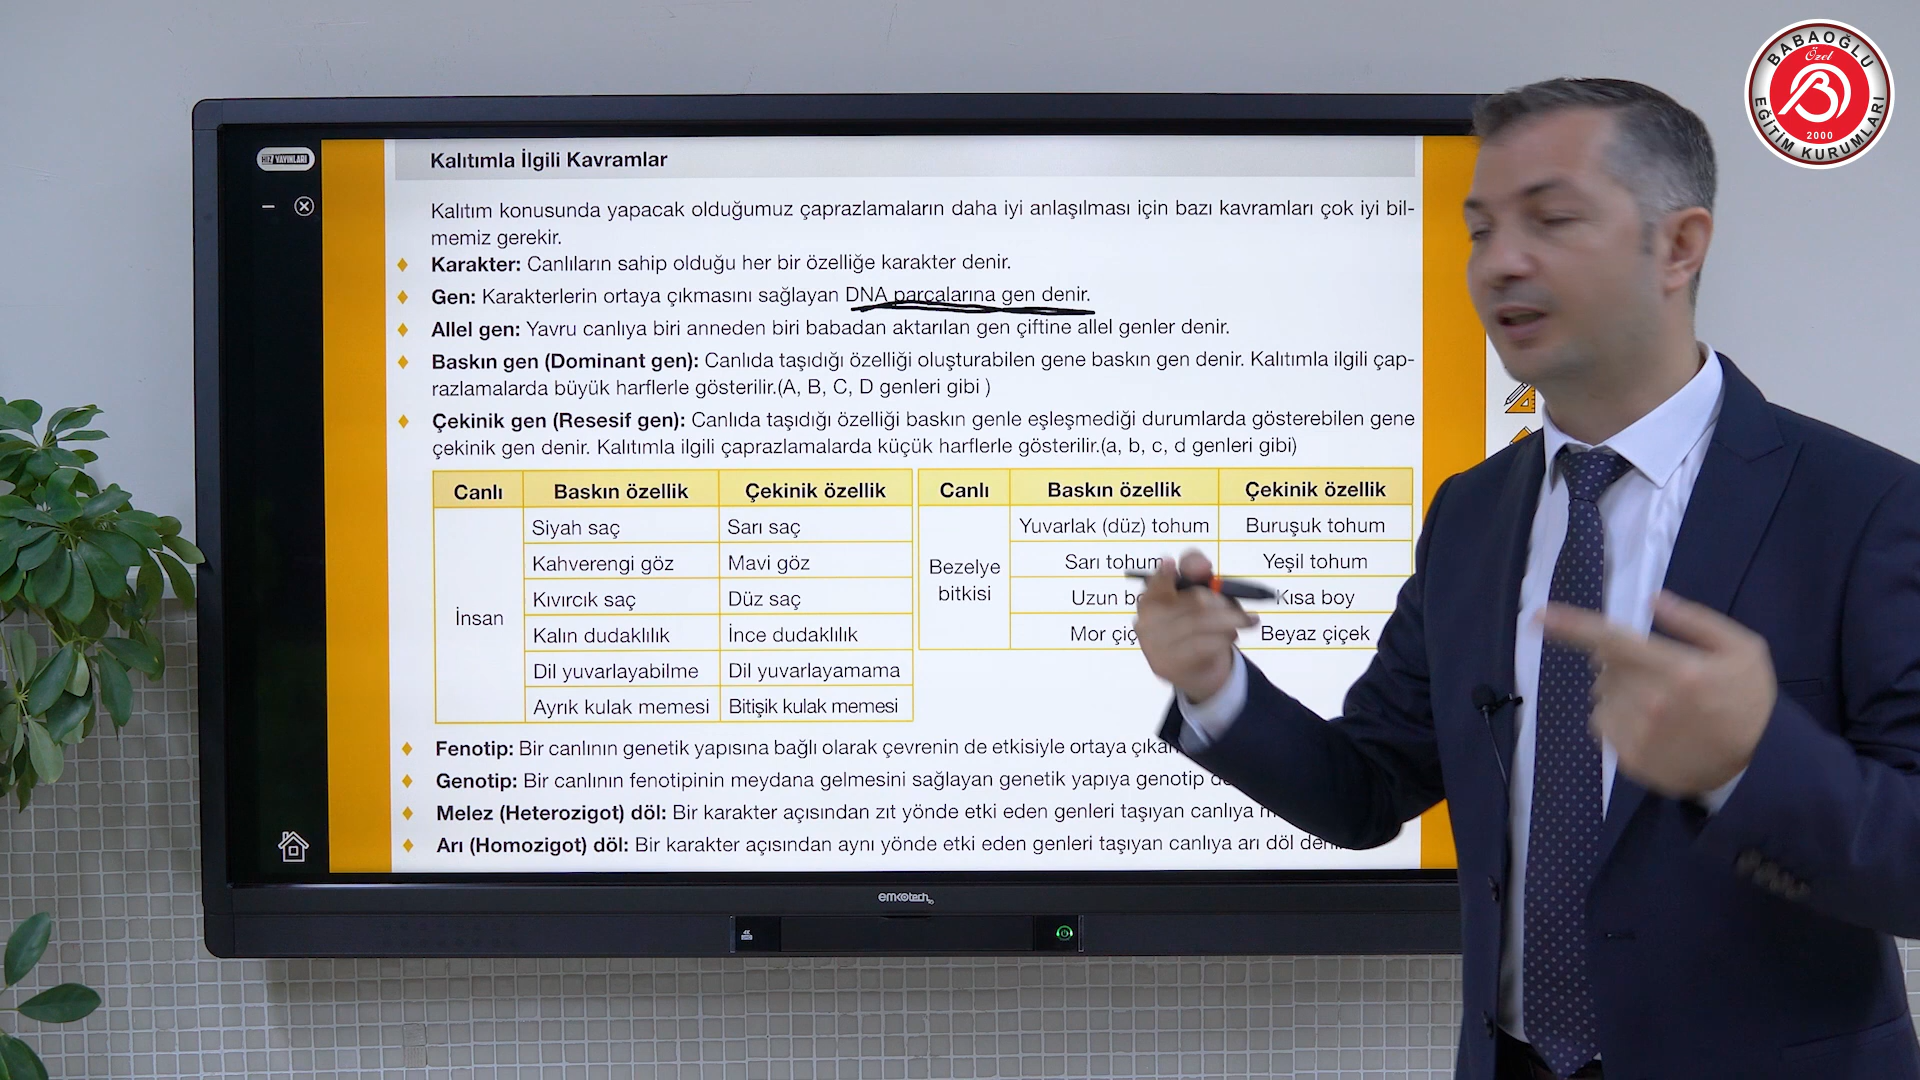 BABAOĞLU
Özel
B
2000
EĞİTİM KURUMLARI
HIZ YAYINLARI
Kalıtımla İlgili Kavramlar
Kalıtım konusunda yapacak olduğumuz çaprazlamaların daha iyi anlaşılması için bazı kavramları çok iyi bil-
memiz gerekir.
Karakter: Canlıların sahip olduğu her bir özelliğe karakter denir.
Gen: Karakterlerin ortaya çıkmasını sağlayan DNA parçalarına gen denir.
Allel gen: Yavru canlıya biri anneden biri babadan aktarılan gen çiftine allel genler denir.
Baskın gen (Dominant gen): Canlıda taşıdığı özelliği oluşturabilen gene baskın gen denir. Kalıtımla ilgili çap-
razlamalarda büyük harflerle gösterilir.(A, B, C, D genleri gibi )
Çekinik gen (Resesif gen): Canlıda taşıdığı özelliği baskın genle eşleşmediği durumlarda gösterebilen gene
çekinik gen denir. Kalıtımla ilgili çaprazlamalarda küçük harflerle gösterilir.(a, b, c, d genleri gibi)
Canlı Baskın özellik Çekinik özellik
İnsan
Siyah saç Sarı saç
Kahverengi göz Mavi göz
Kıvırcık saç Düz saç
Kalın dudaklılık İnce dudaklılık
Dil yuvarlayabilme Dil yuvarlayamama
Ayrık kulak memesi Bitişik kulak memesi
Canlı Baskın özellik Çekinik özellik
Bezelye
bitkisi
Yuvarlak (düz) tohum Buruşuk tohum
Sarı tohum Yeşil tohum
Uzun Kısa boy
Mor Beyaz çiçek
Fenotip: Bir canlının genetik yapısına bağlı olarak çevrenin de etkisiyle ortaya
Genotip: Bir canlının fenotipinin meydana gelmesini sağlayan genetik yapıya genotip
Melez (Heterozigot) döl: Bir karakter açısından zıt yönde etki eden genleri taşıyan canlıya
Arı (Homozigot) döl: Bir karakter açısından aynı yönde etki eden genleri taşıyan canlıya arı döl
emkotech